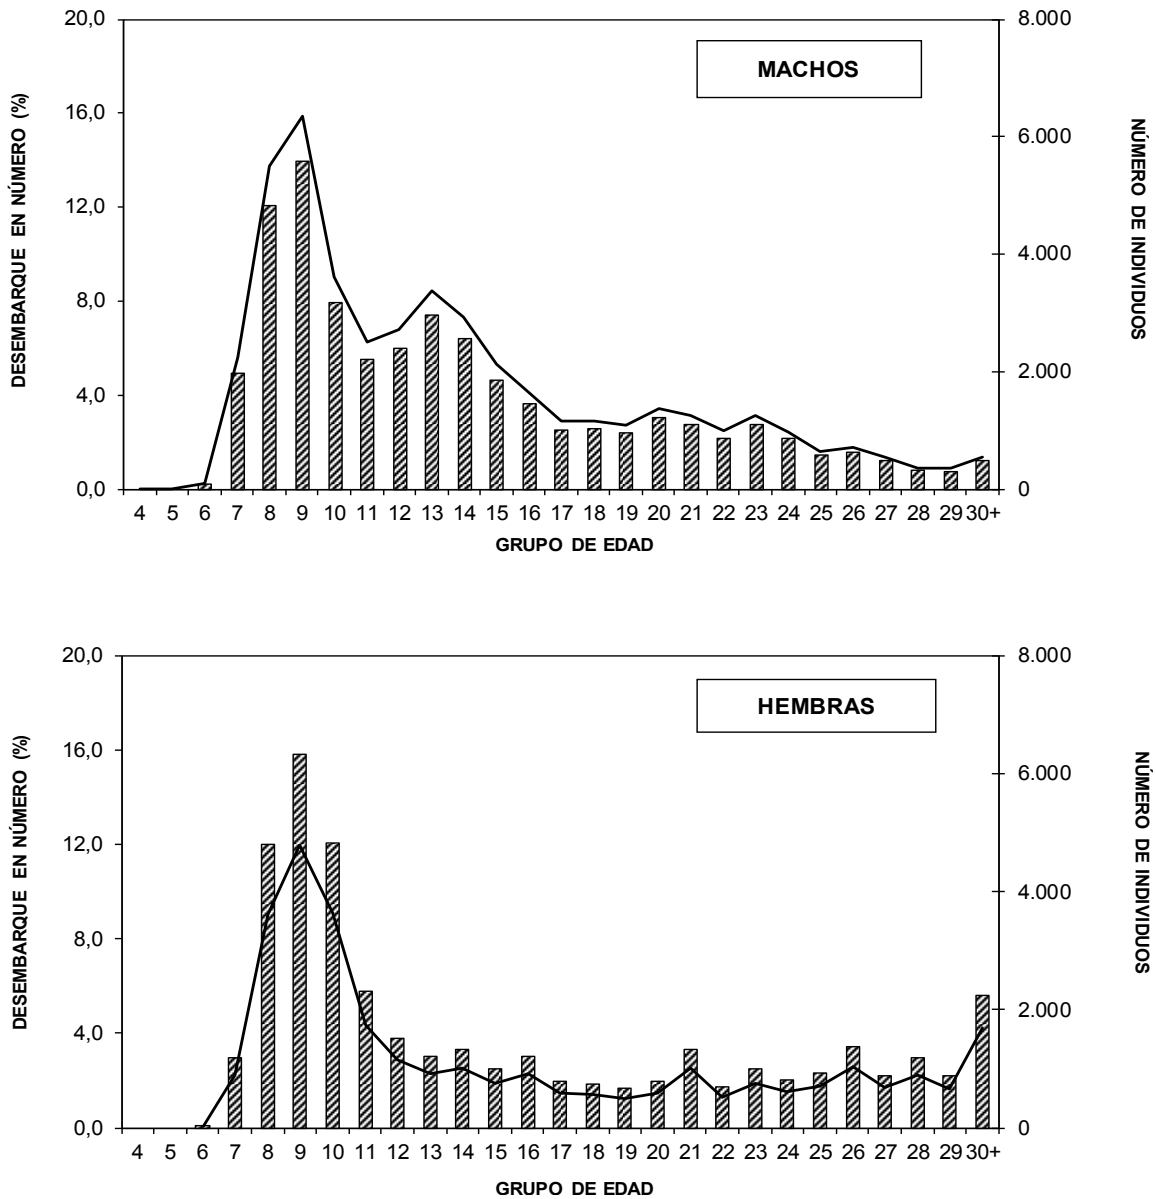 20,0
16,0
12,0
8,0
4,0
0,0
DESEMBARQUE EN NÚMERO (%)
MACHOS
8.000
6.000
4.000
2.000
0
NÚMERO DE INDIVIDUOS
4 5 6 7 8 9 10 11 12 13 14 15 16 17 18 19 20 21 22 23 24 25 26 27 28 29 30+
GRUPO DE EDAD
20,0
16,0
12,0
8,0
4,0
0,0
DESEMBARQUE EN NÚMERO (%)
HEMBRAS
8.000
6.000
4.000
2.000
0
NÚMERO DE INDIVIDUOS
4 5 6 7 8 9 10 11 12 13 14 15 16 17 18 19 20 21 22 23 24 25 26 27 28 29 30+
GRUPO DE EDAD